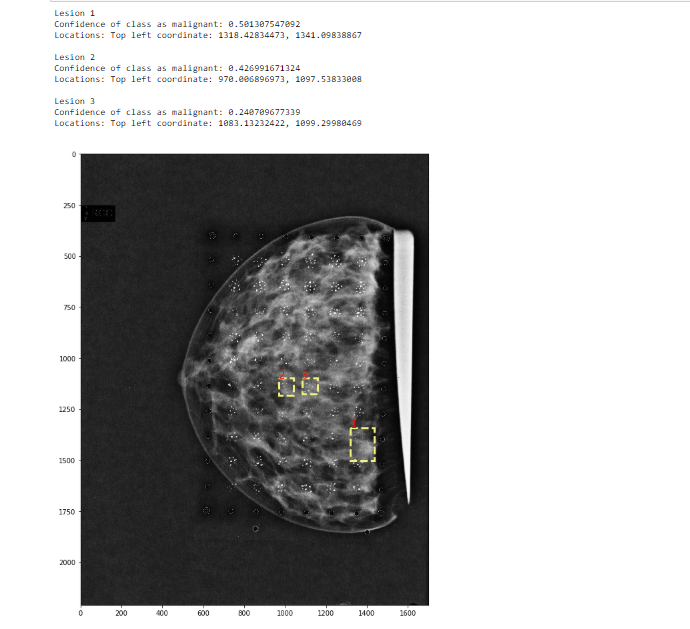 Lesion 1
Confidence of class as malignant: 0.501307547092
Locations: Top left coordinate: 1318.42834473, 1341.09838867
Lesion 2
Confidence of class as malignant: 0.426991671324
Locations: Top left coordinate: 970.006896973, 1097.53833008
Lesion 3
Confidence of class as malignant: 0.240709677339
Locations: Top left coordinate: 1083.13232422, 1099.29980469
0
250
500
750
1000
1250
1500
1750
2000
0 200 400 600 800 1000 1200 1400 1600